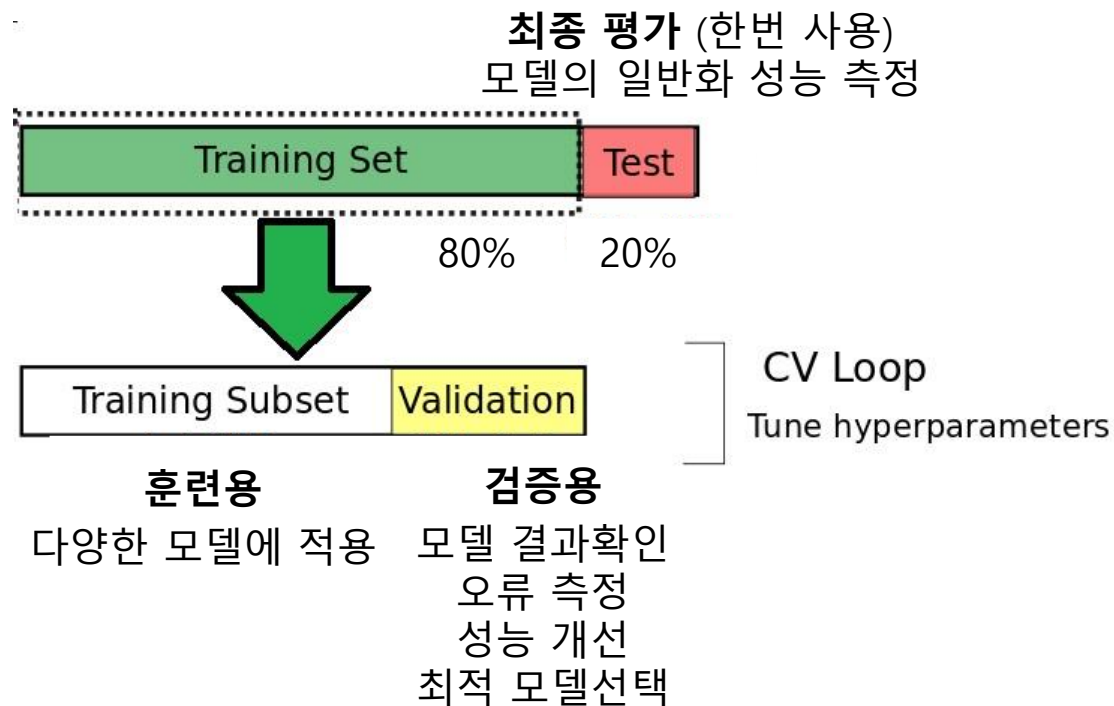 최종 평가 (한번 사용)
모델의 일반화 성능 측정
Training Set
Test
80%
20%
Training Subset
Validation
CV Loop
Tune hyperparameters
훈련용
다양한 모델에 적용
검증용
모델 결과확인
오류 측정
성능 개선
최적 모델선택